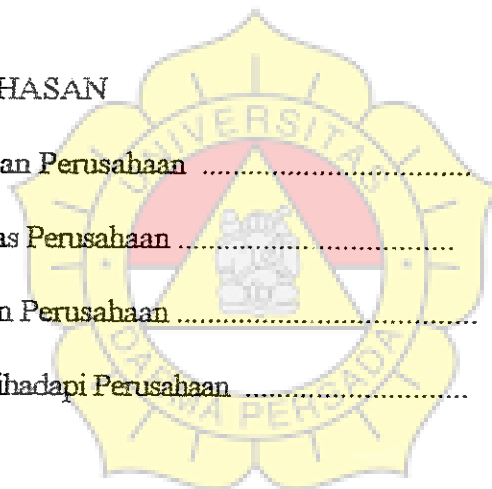 HASAN
an Perusahaan ........................................
as Perusahaan ........................................
n Perusahaan ..........................................
ihadapi Perusahaan ................................
UNIVERSITAS
DARMA PERSADA